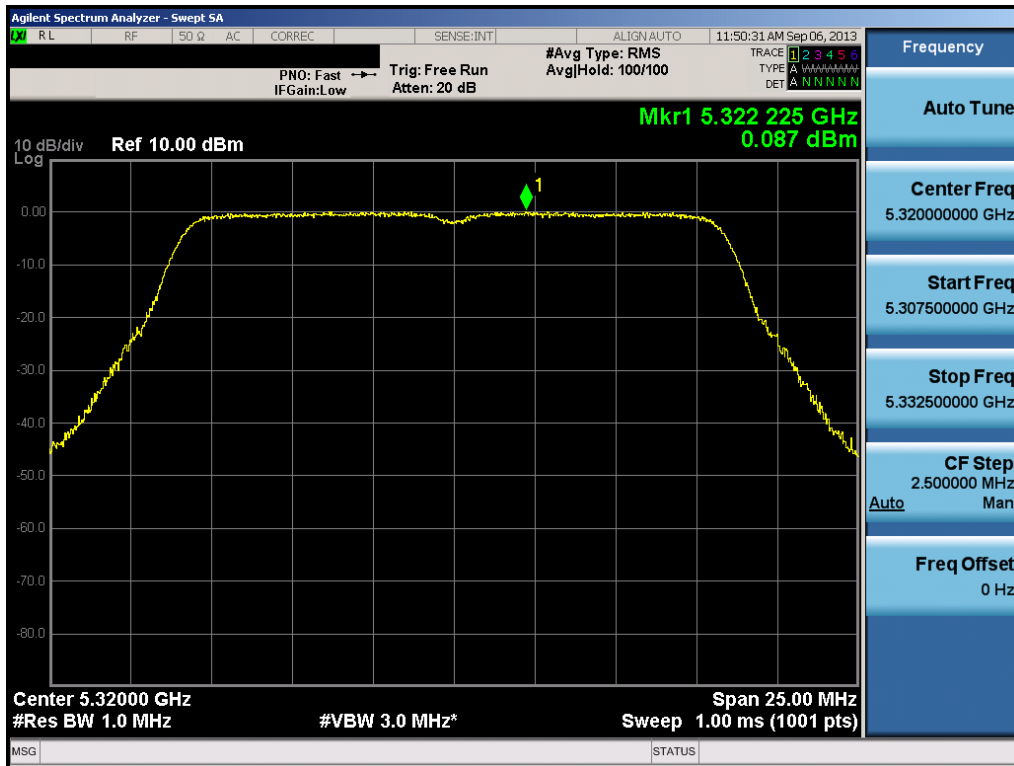 Agilent Spectrum Analyzer - Swept SA
LXI RL RF 50 Ω AC CORREC SENSE:INT ALIGN AUTO 11:50:31 AM Sep 06, 2013
PNO: Fast
IFGain:Low
Trig: Free Run
Atten: 20 dB
#Avg Type: RMS
Avg|Hold: 100/100
TRACE 1 2 3 4 5 6
TYPE A WWWWW
DET A N N N N N
Mkr1 5.322 225 GHz
0.087 dBm
10 dB/div Ref 10.00 dBm
Log
1
0.00
-10.0
-20.0
-30.0
-40.0
-50.0
-60.0
-70.0
-80.0
Center 5.32000 GHz Span 25.00 MHz
#Res BW 1.0 MHz #VBW 3.0 MHz* Sweep 1.00 ms (1001 pts)
MSG STATUS
Frequency
Auto Tune
Center Freq
5.320000000 GHz
Start Freq
5.307500000 GHz
Stop Freq
5.332500000 GHz
CF Step
2.500000 MHz
Auto Man
Freq Offset
0 Hz